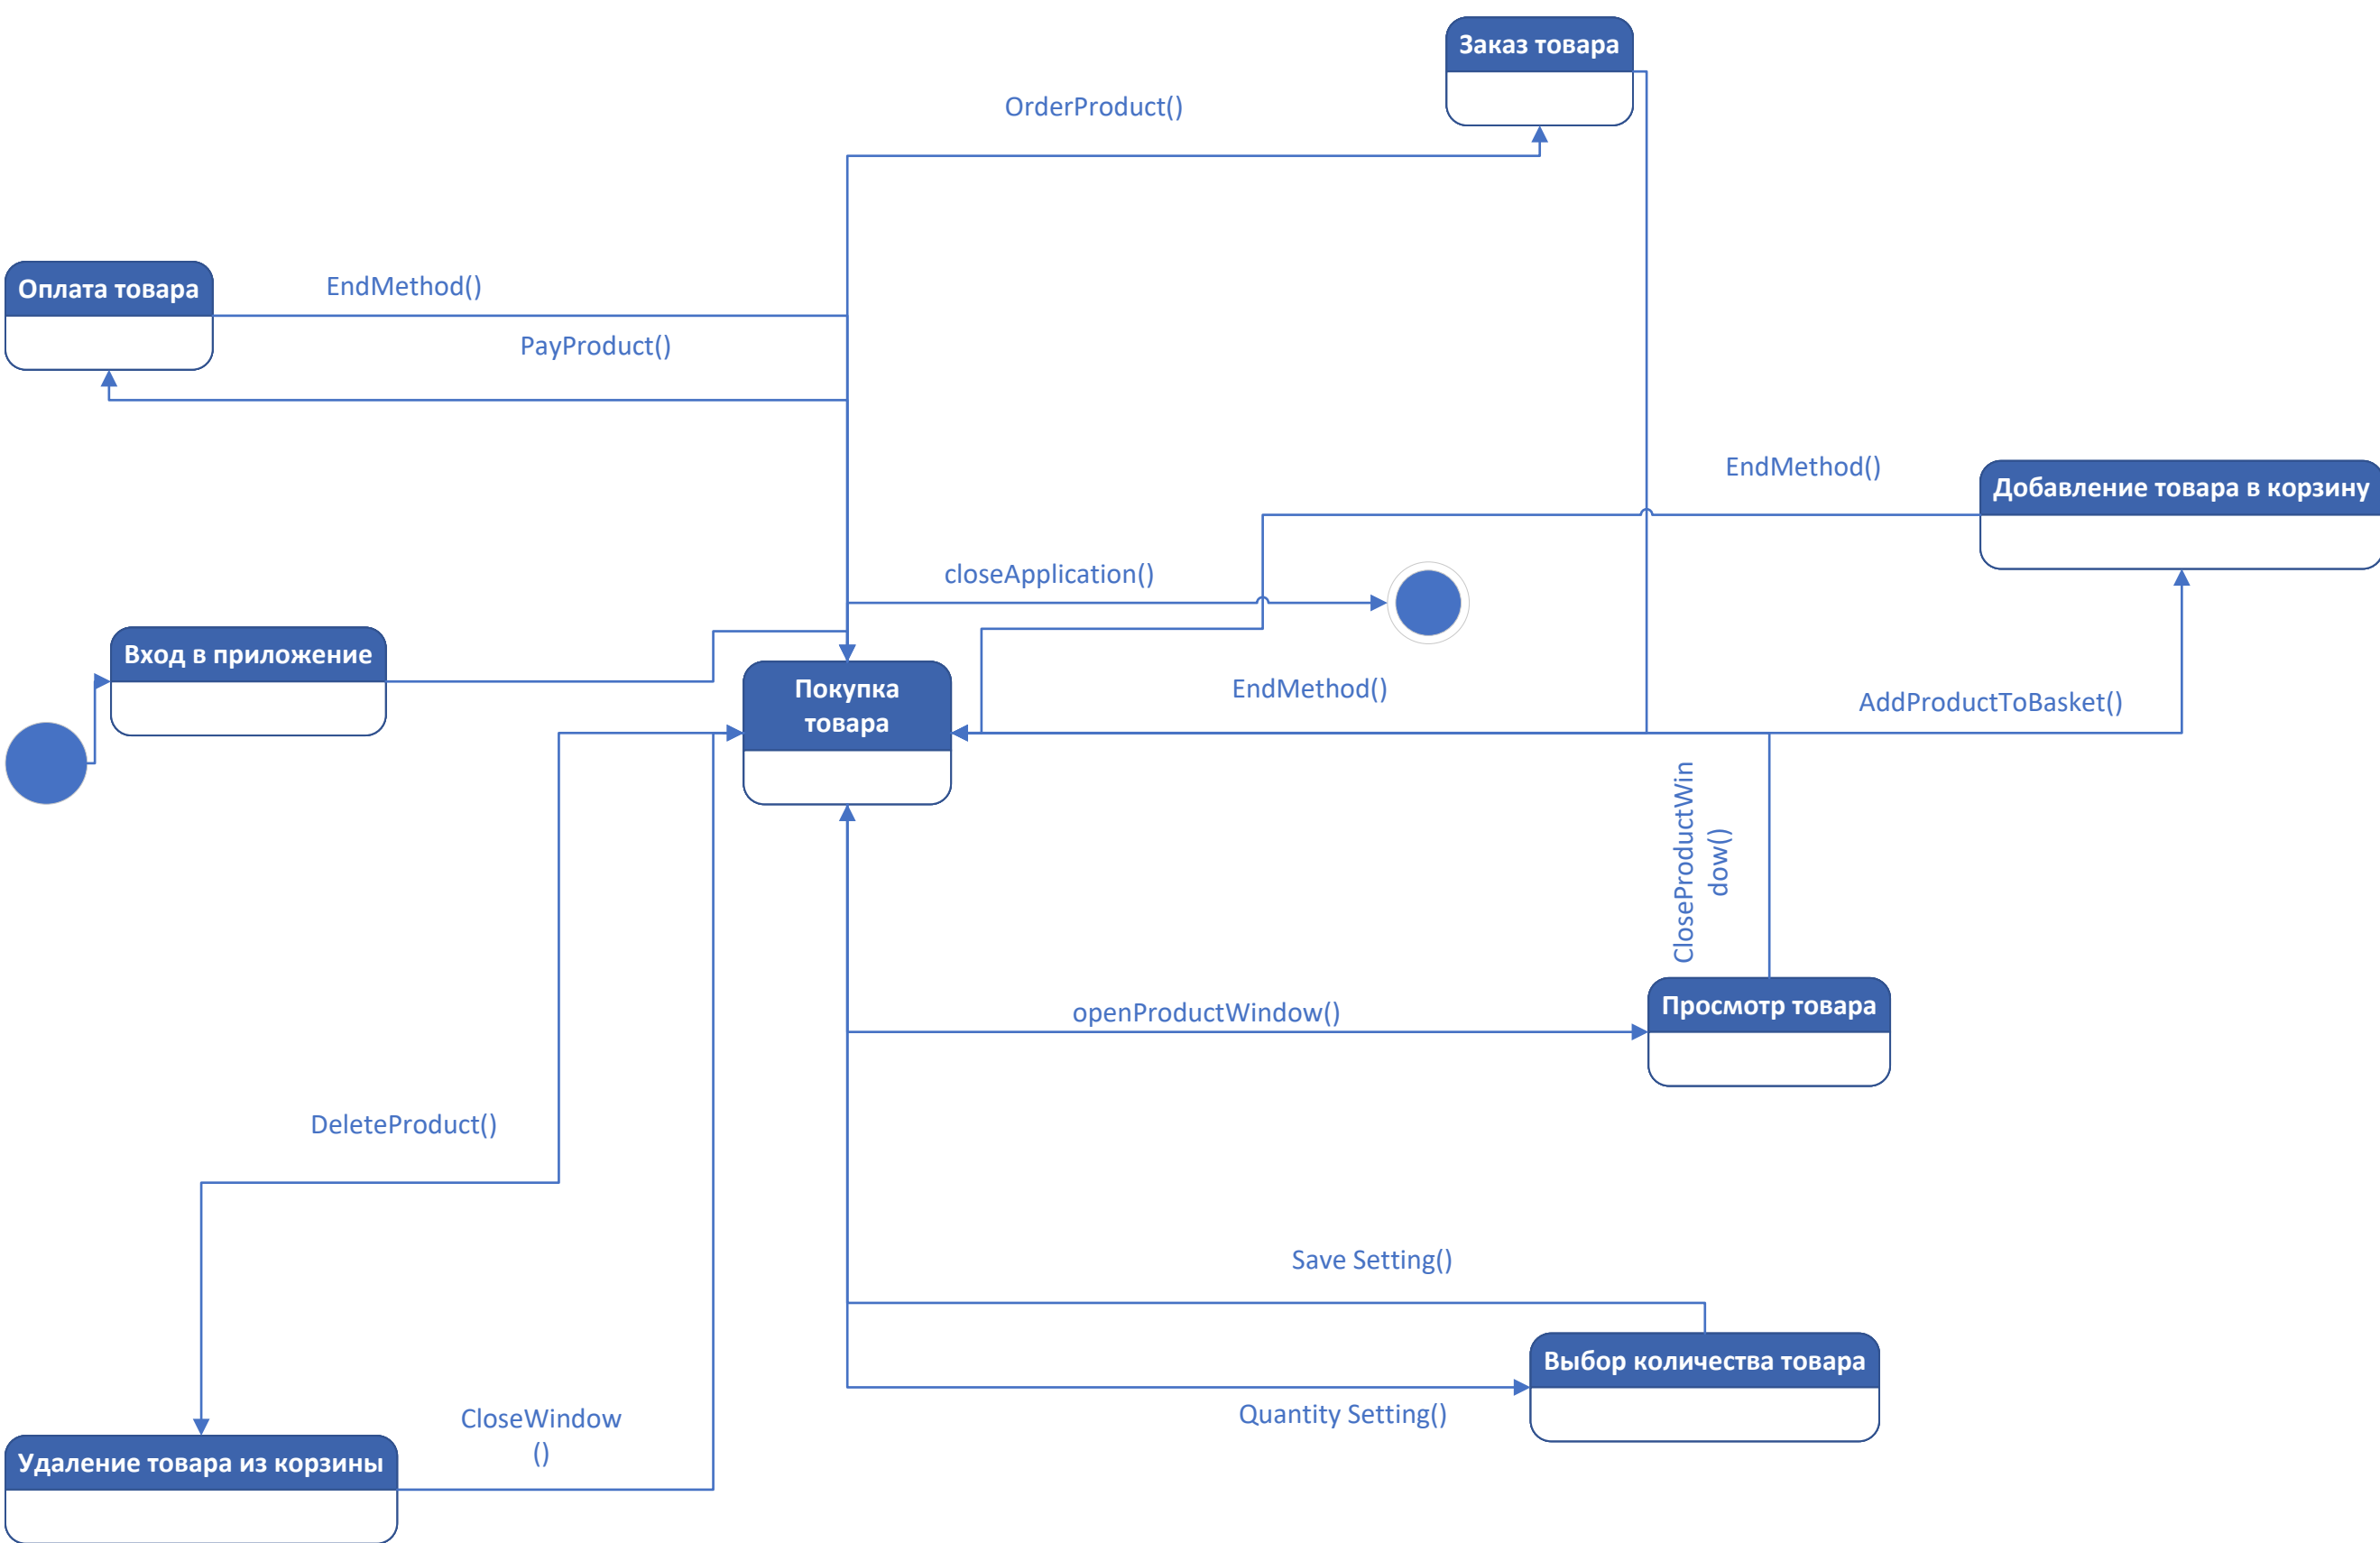 Заказ товара
OrderProduct()
Оплата товара
EndMethod()
PayProduct()
EndMethod()
Добавление товара в корзину
closeApplication()
Вход в приложение
Покупка
товара
EndMethod()
AddProductToBasket()
CloseProductWin
dow()
Просмотр товара
openProductWindow()
DeleteProduct()
Save Setting()
Выбор количества товара
Quantity Setting()
CloseWindow
()
Удаление товара из корзины